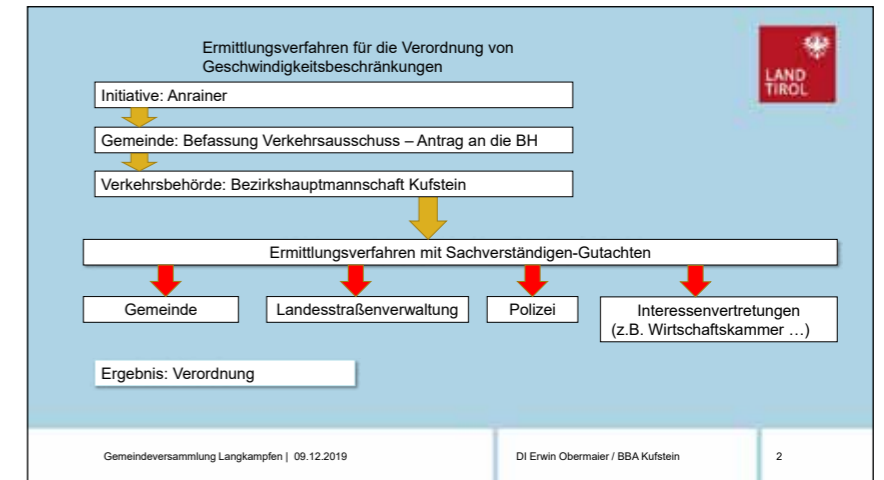 Ermittlungsverfahren für die Verordnung von
Geschwindigkeitsbeschränkungen
LAND
TIROL
Initiative: Anrainer
Gemeinde: Befassung Verkehrsausschuss – Antrag an die BH
Verkehrsbehörde: Bezirkshauptmannschaft Kufstein
Ermittlungsverfahren mit Sachverständigen-Gutachten
Gemeinde
Landesstraßenverwaltung
Polizei
Interessenvertretungen
(z.B. Wirtschaftskammer …)
Ergebnis: Verordnung
Gemeindeversammlung Langkampfen | 09.12.2019
DI Erwin Obermaier / BBA Kufstein
2